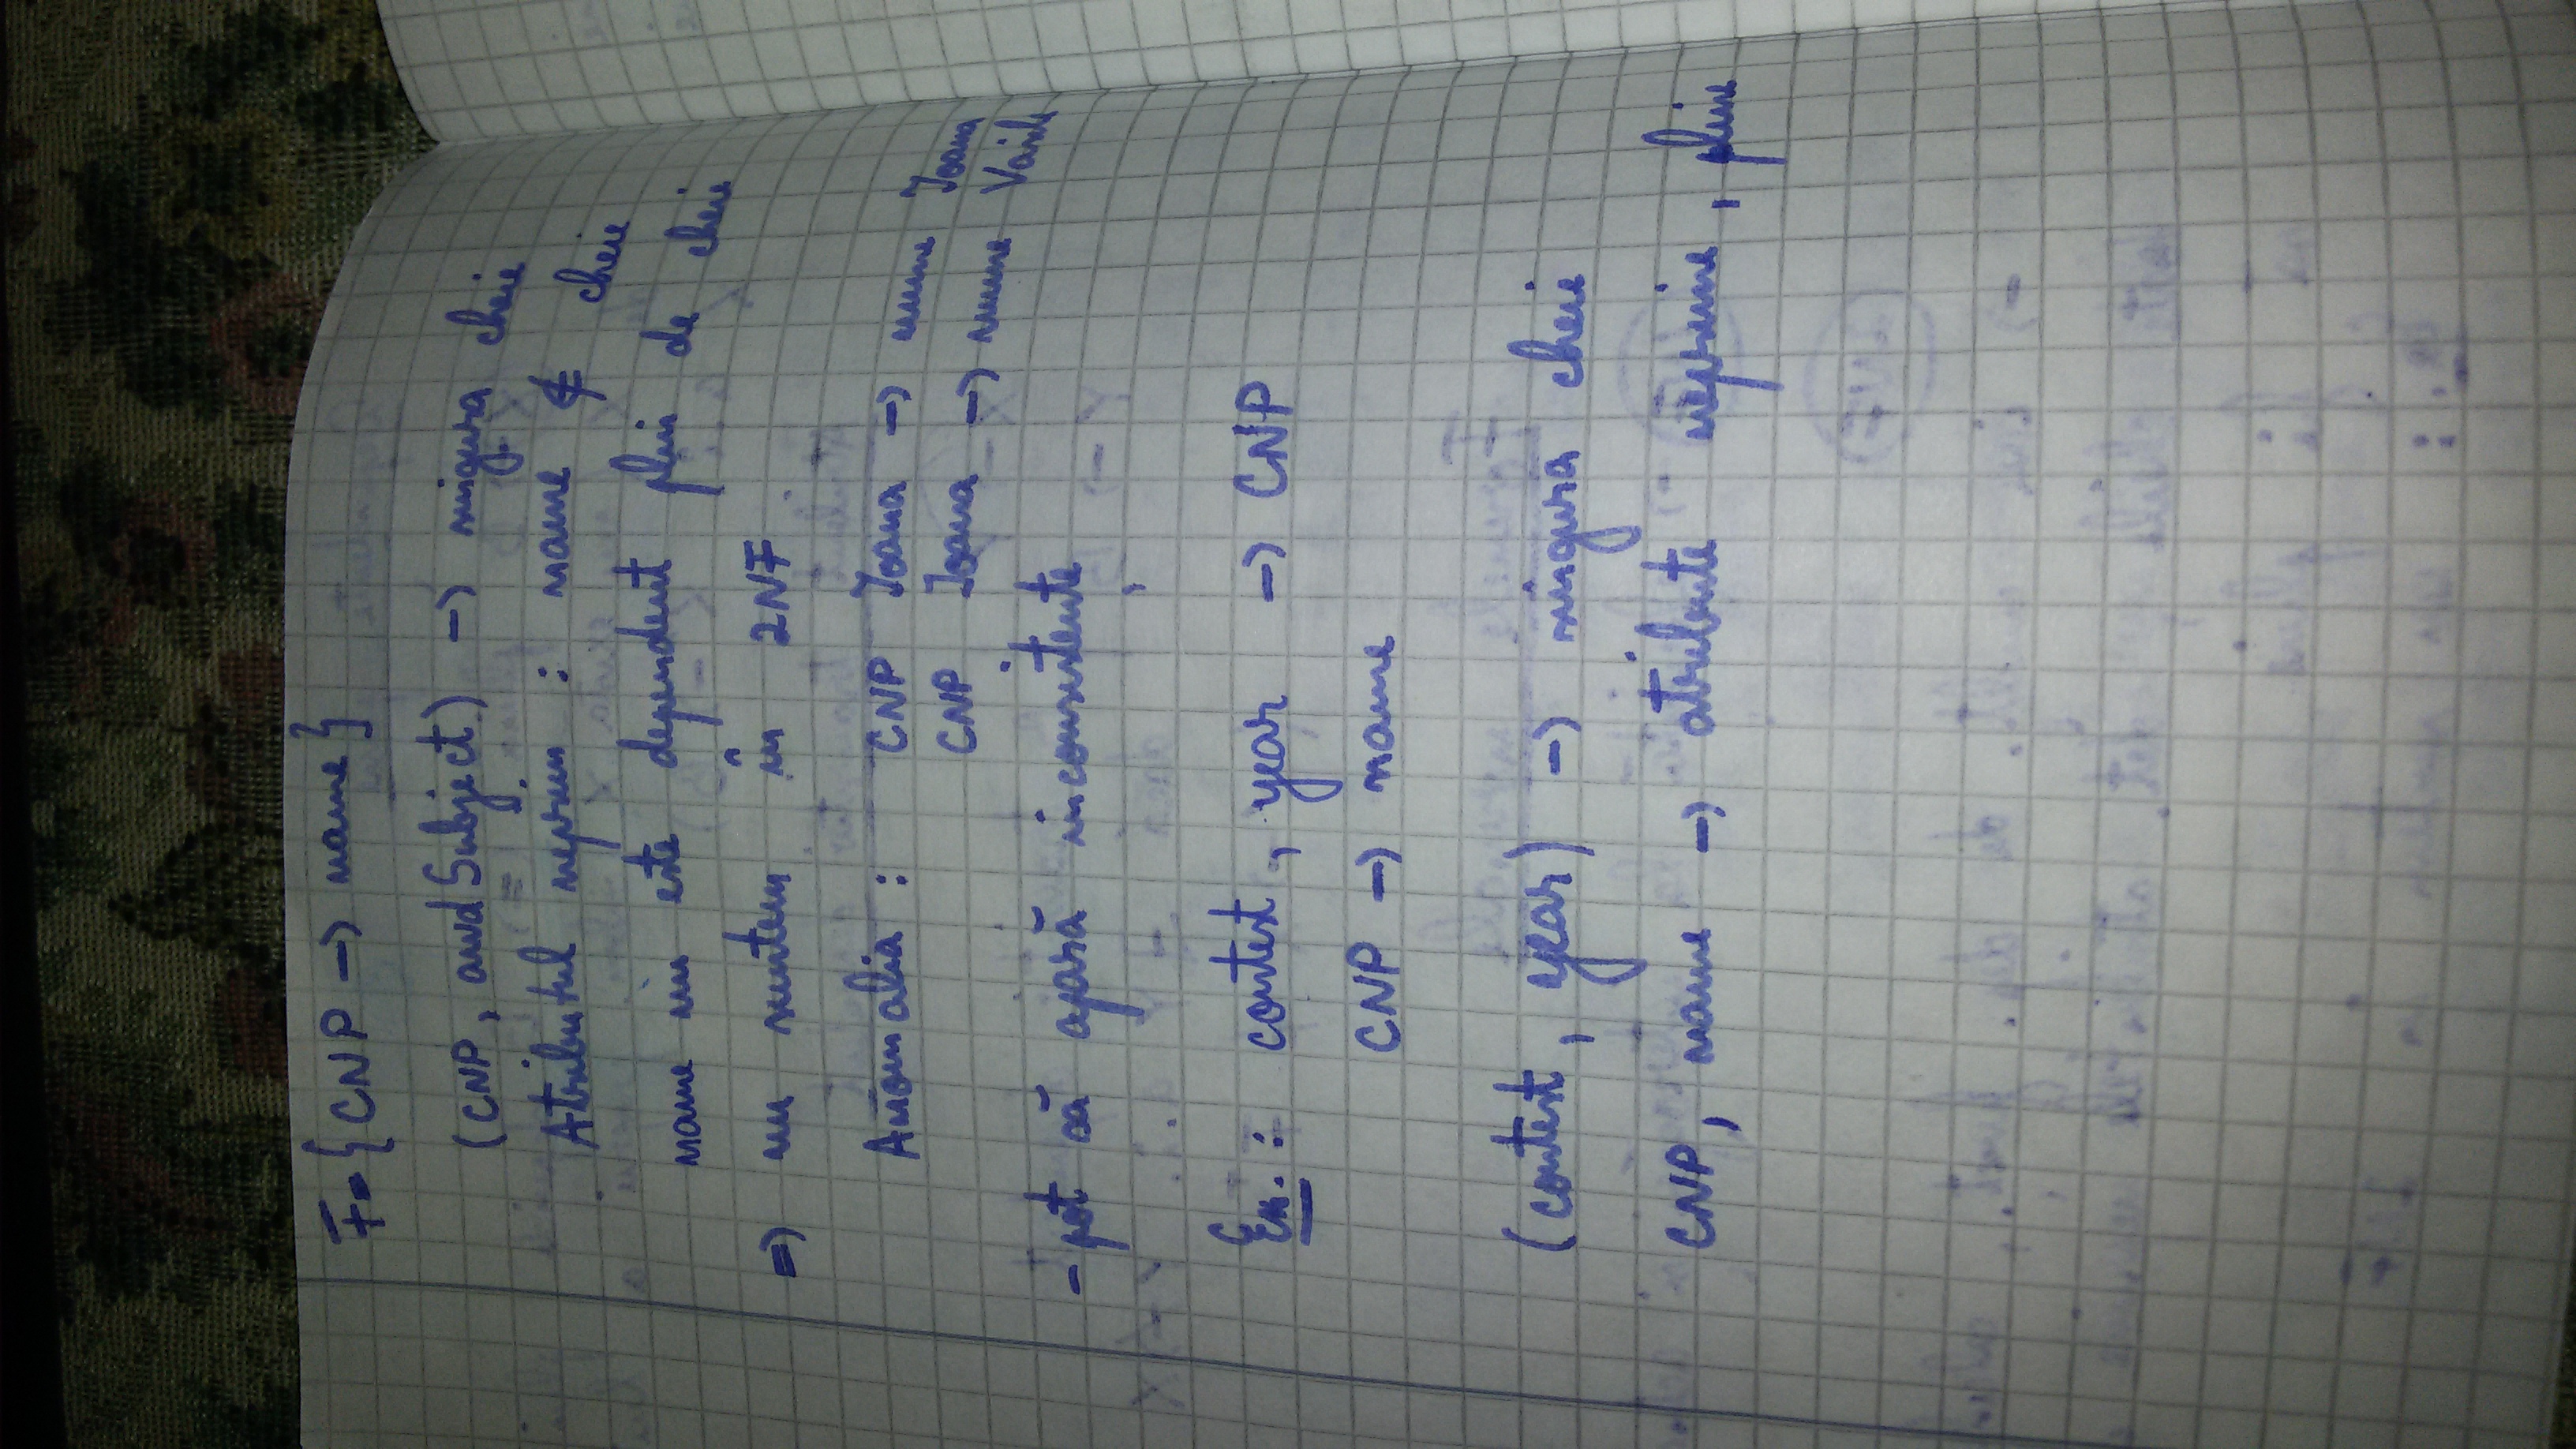 F={CNP -> name}
(CNP, and Subject) -> singura cheie
Atributul neprim : name ∉ cheie
name nu este dependent plin de cheie
=> nu suntem în 2NF
Anomalia : CNP Ioana -> nume Ioana
CNP Ioana -> nume Vasile
- pot să apară inconsistențe
Ex. : contest, year -> CNP
CNP -> name
(contest, year) -> singură cheie
CNP, name -> atribute neprime, pline